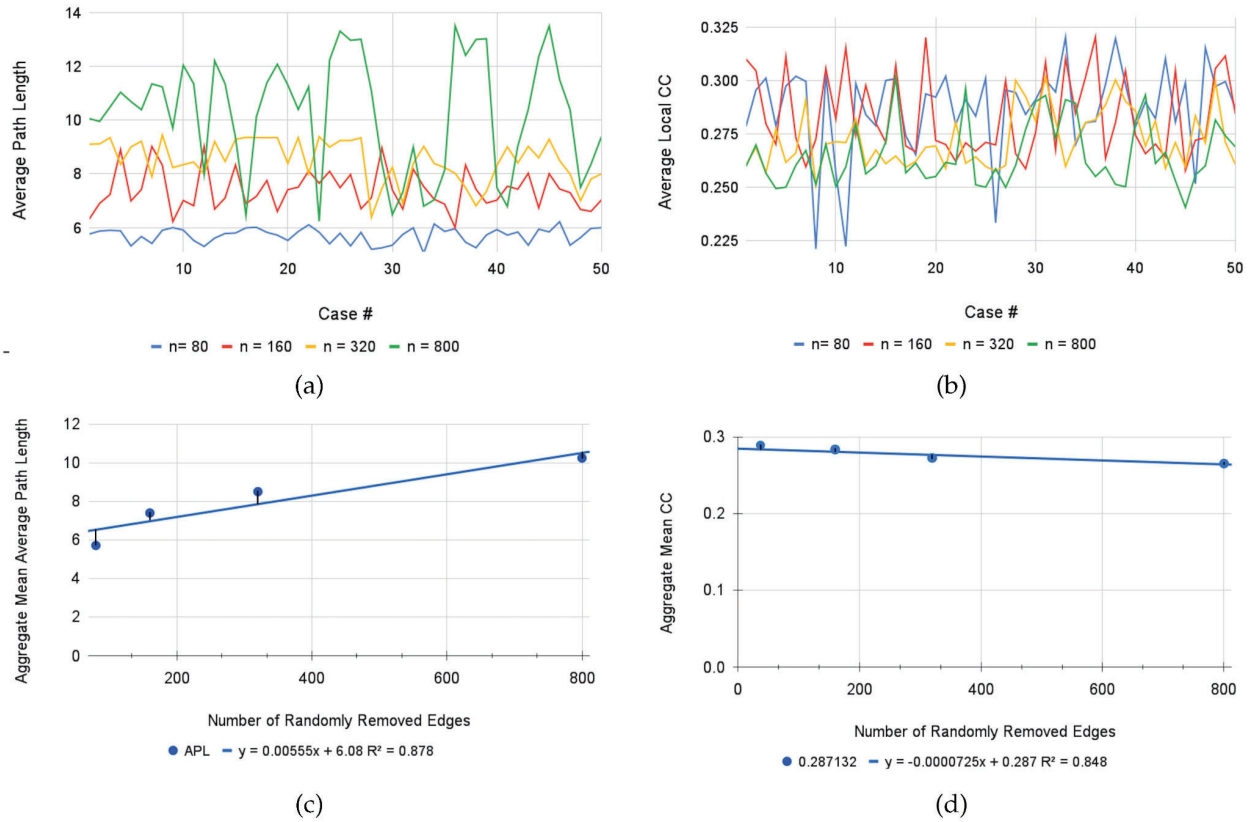 14
12
10
8
6
Average Path Length
10
20
30
40
50
Case #
n= 80
n = 160
n = 320
n = 800
(a)
0.325
0.300
0.275
0.250
0.225
Average Local CC
10
20
30
40
50
Case #
n= 80
n = 160
n = 320
n = 800
(b)
12
10
8
6
4
2
0
Aggregate Mean Average Path Length
200
400
600
800
Number of Randomly Removed Edges
APL
y = 0.00555x + 6.08 R² = 0.878
(c)
0.3
0.2
0.1
0.0
Aggregate Mean CC
0
200
400
600
800
Number of Randomly Removed Edges
0.287132
y = -0.0000725x + 0.287 R² = 0.848
(d)